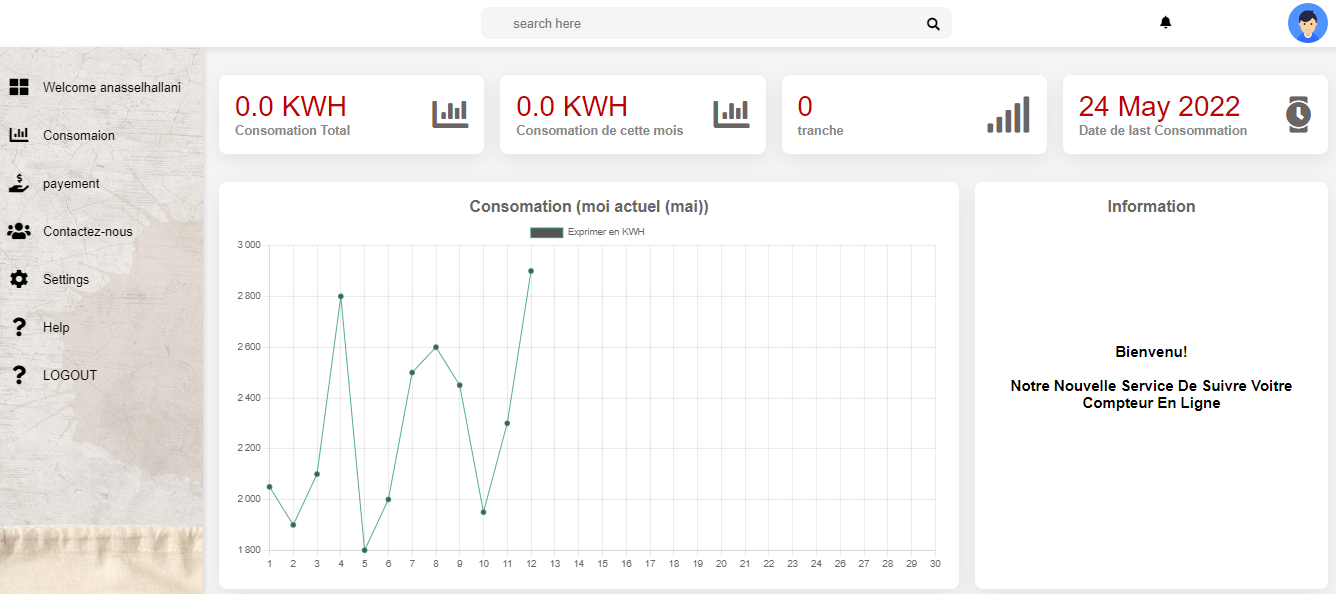 search here
Welcome anasselhallani
Consomaion
payement
Contactez-nous
Settings
Help
LOGOUT
0.0 KWH
Consomation Total
0.0 KWH
Consomation de cette mois
0
tranche
24 May 2022
Date de last Consommation
Consomation (moi actuel (mai))
Exprimer en KWH
3 000
2 800
2 600
2 400
2 200
2 000
1 800
1 2 3 4 5 6 7 8 9 10 11 12 13 14 15 16 17 18 19 20 21 22 23 24 25 26 27 28 29 30
Information
Bienvenu!
Notre Nouvelle Service De Suivre Voitre
Compteur En Ligne